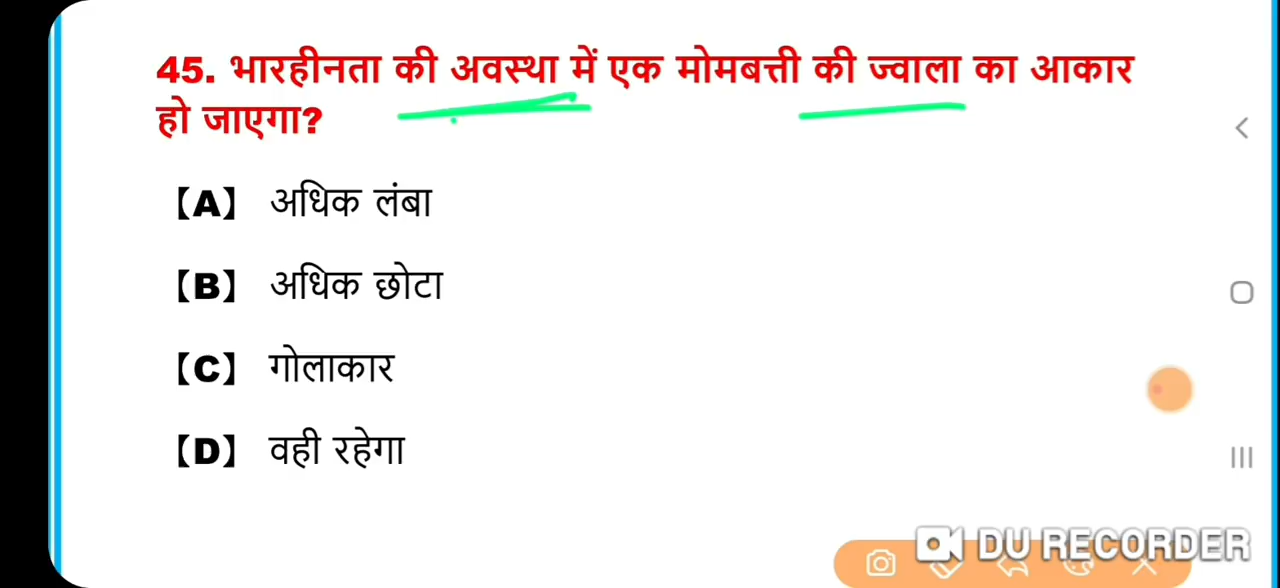 45. भारहीनता की अवस्था में एक मोमबत्ती की ज्वाला का आकार
हो जाएगा?
【A】 अधिक लंबा
【B】 अधिक छोटा
【C】 गोलाकार
【D】 वही रहेगा
DU RECORDER